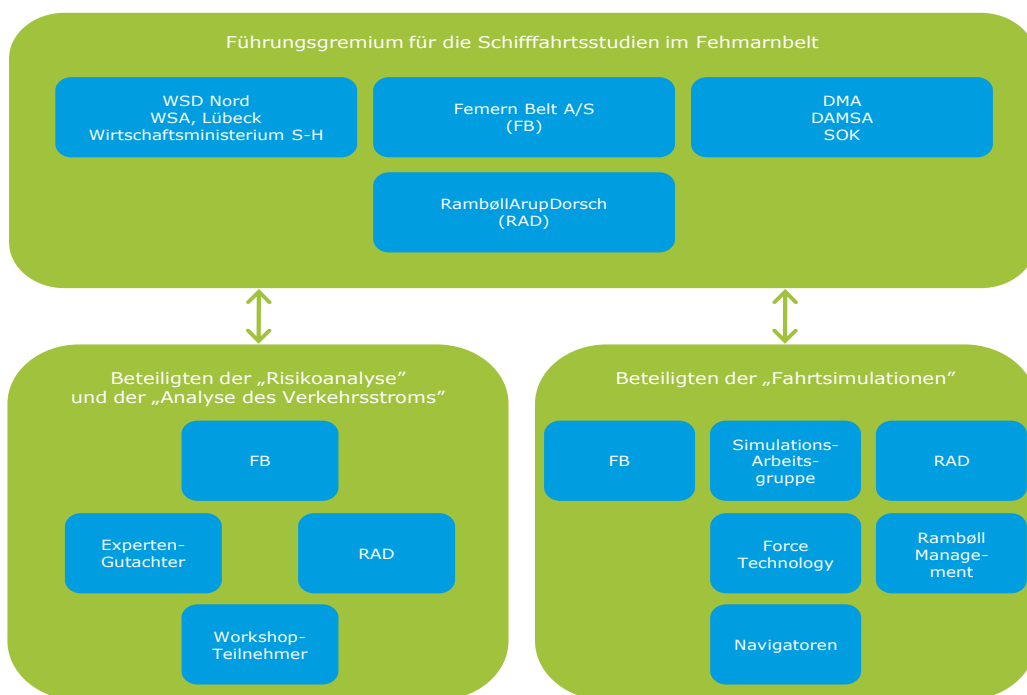 Führungsgremium für die Schifffahrtsstudien im Fehmarnbelt
WSD Nord
WSA, Lübeck
Wirtschaftsministerium S-H
Femern Belt A/S
(FB)
DMA
DAMSA
SOK
RambøllArupDorsch
(RAD)
Beteiligten der „Risikoanalyse”
und der „Analyse des Verkehrsstroms”
FB
Experten-
Gutachter
RAD
Workshop-
Teilnehmer
Beteiligten der „Fahrtsimulationen”
FB
Simulations-
Arbeits-
gruppe
RAD
Force
Technology
Rambøll
Manage-
ment
Navigatoren